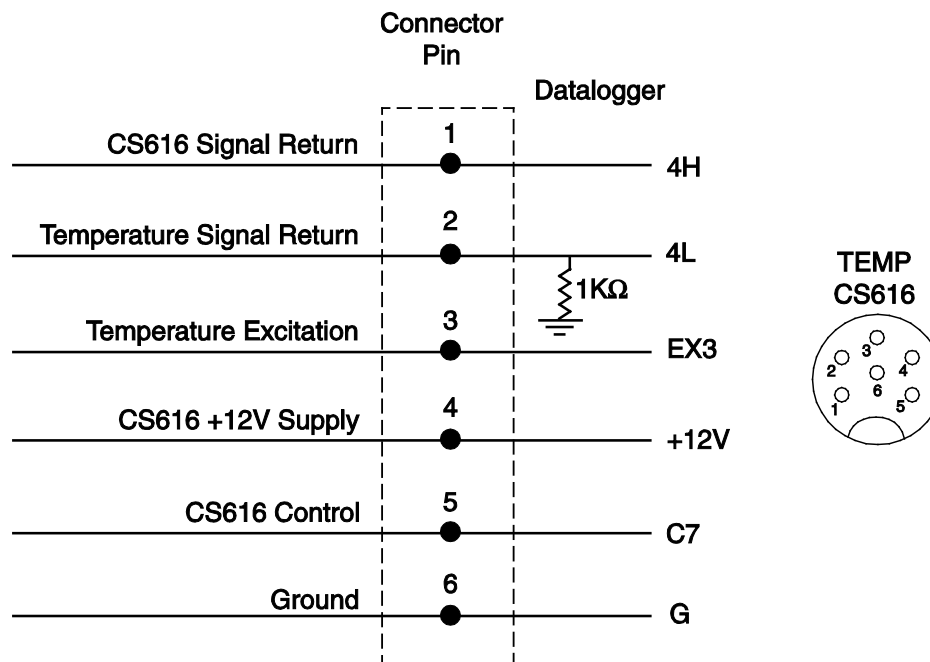 Connector
Pin
Datalogger
1
CS616 Signal Return
4H
2
Temperature Signal Return
4L
1KΩ
3
Temperature Excitation
EX3
4
CS616 +12V Supply
+12V
5
CS616 Control
C7
6
Ground
G
TEMP
CS616
3
2
4
6
1
5